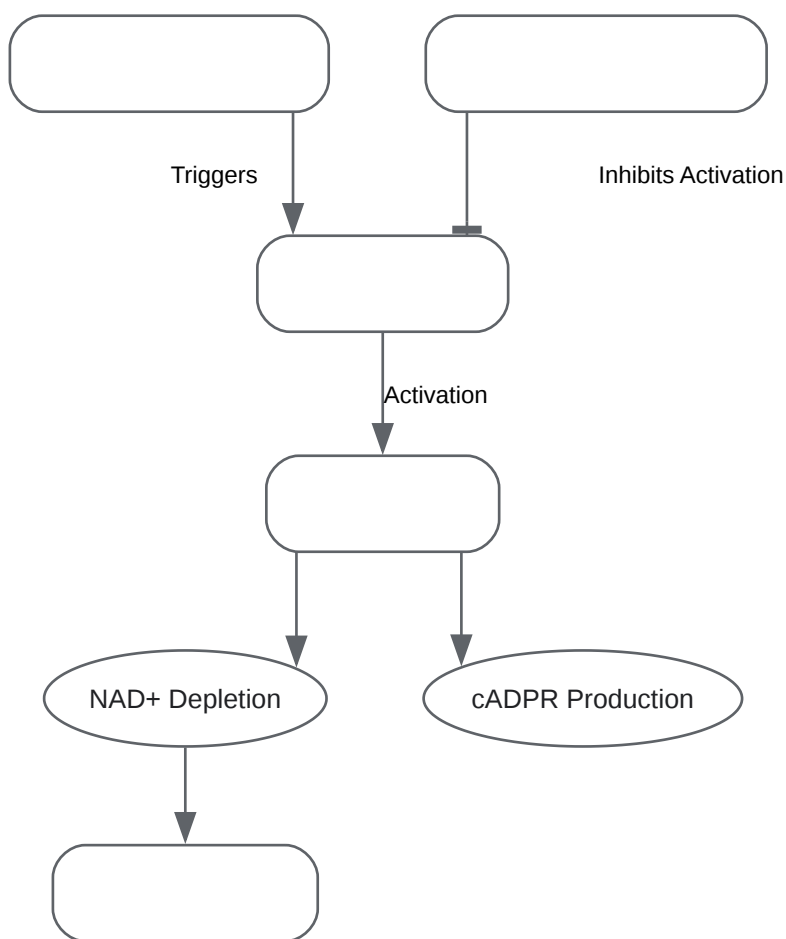 Triggers
Inhibits Activation
Activation
NAD+ Depletion
cADPR Production